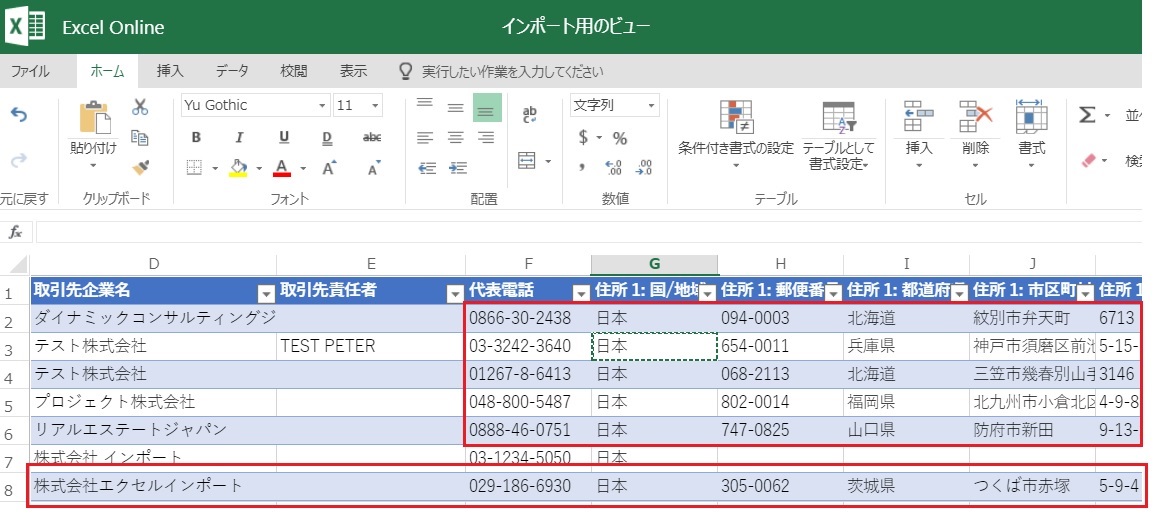 Excel Online インポート用のビュー
ファイル ホーム 挿入 データ 校閲 表示 実行したい作業を入力してください
Yu Gothic 11 ab 文字列 Σ 並
貼り付け B I U D abc $ % 条件付き書式の設定 テーブルとして書式設定 挿入 削除 書式
A A A , .0 .00 .00 .0 検
元に戻す クリップボード フォント 配置 数値 テーブル セル
fx
D E F G H I J
1 取引先企業名 取引先責任者 代表電話 住所 1: 国/地域 住所 1: 郵便番 住所 1: 都道府 住所 1: 市区町 住所 1
2 ダイナミックコンサルティングジ 0866-30-2438 日本 094-0003 北海道 紋別市弁天町 6713
3 テスト株式会社 TEST PETER 03-3242-3640 日本 654-0011 兵庫県 神戸市須磨区前池 5-15-
4 テスト株式会社 01267-8-6413 日本 068-2113 北海道 三笠市幾春別山手 3146
5 プロジェクト株式会社 048-800-5487 日本 802-0014 福岡県 北九州市小倉北区 4-9-8
6 リアルエステートジャパン 0888-46-0751 日本 747-0825 山口県 防府市新田 9-13-
7 株式会社 インポート 03-1234-5050 日本
8 株式会社エクセルインポート 029-186-6930 日本 305-0062 茨城県 つくば市赤塚 5-9-4